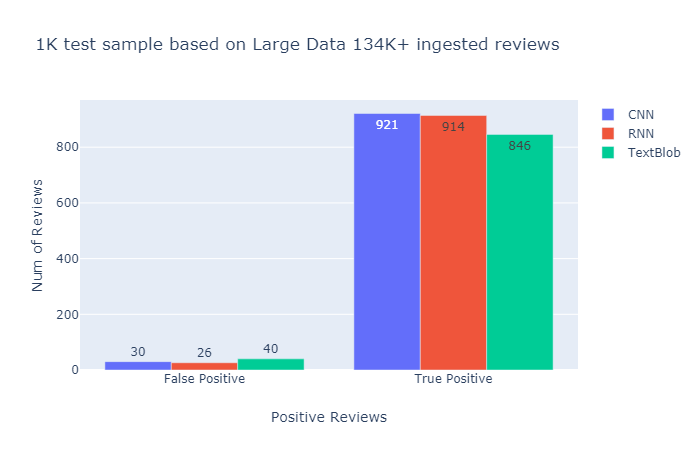 1K test sample based on Large Data 134K+ ingested reviews
CNN
RNN
TextBlob
Num of Reviews
800
600
400
200
0
30
26
40
921
914
846
False Positive
True Positive
Positive Reviews